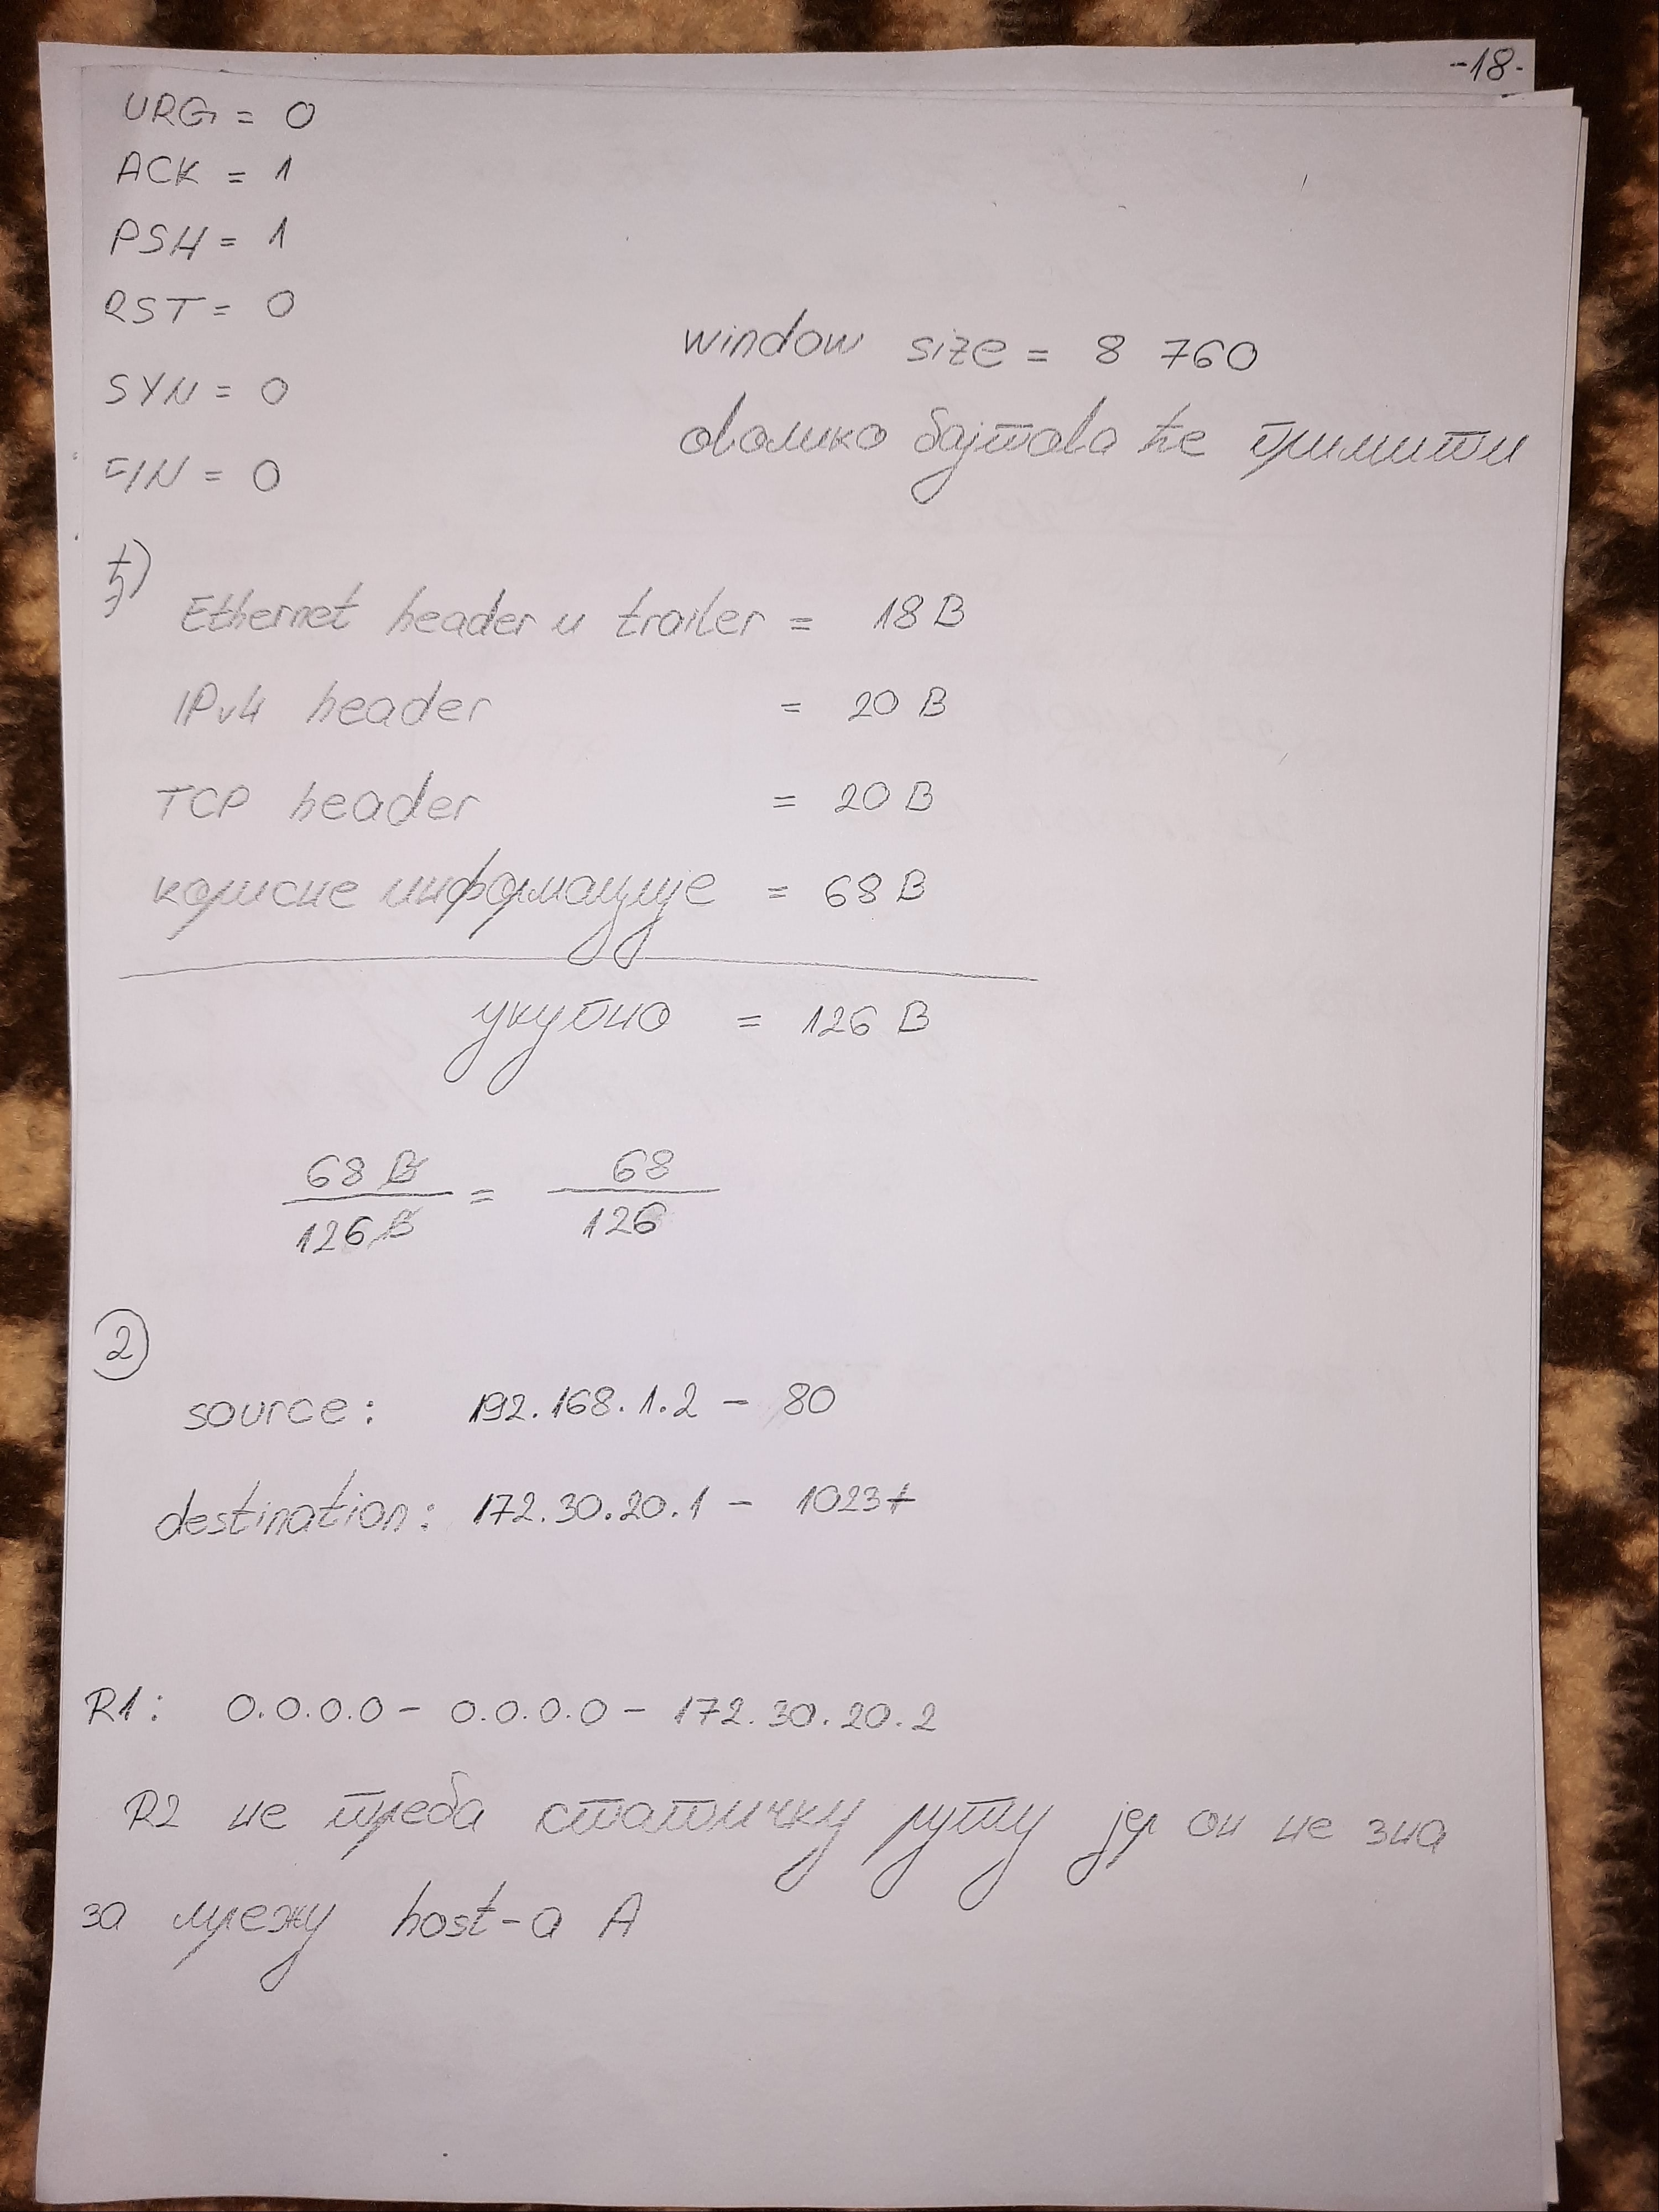 -18-
URG = 0
ACK = 1
PSH = 1
RST = 0
window size = 8 760
SYN = 0
оволико бајтова ће примити
FIN = 0
ђ)
Ethernet header и trailer = 18 B
IPv4 header = 20 B
TCP header = 20 B
корисне информације = 68 B
укупно = 126 B
68 B / 126 B = 68 / 126
2
source: 192.168.1.2 - 80
destination: 172.30.20.1 - 1023+
R1: 0.0.0.0 - 0.0.0.0 - 172.30.20.2
R2 не треба статичку руту јер он не зна
за мрежу host-a A